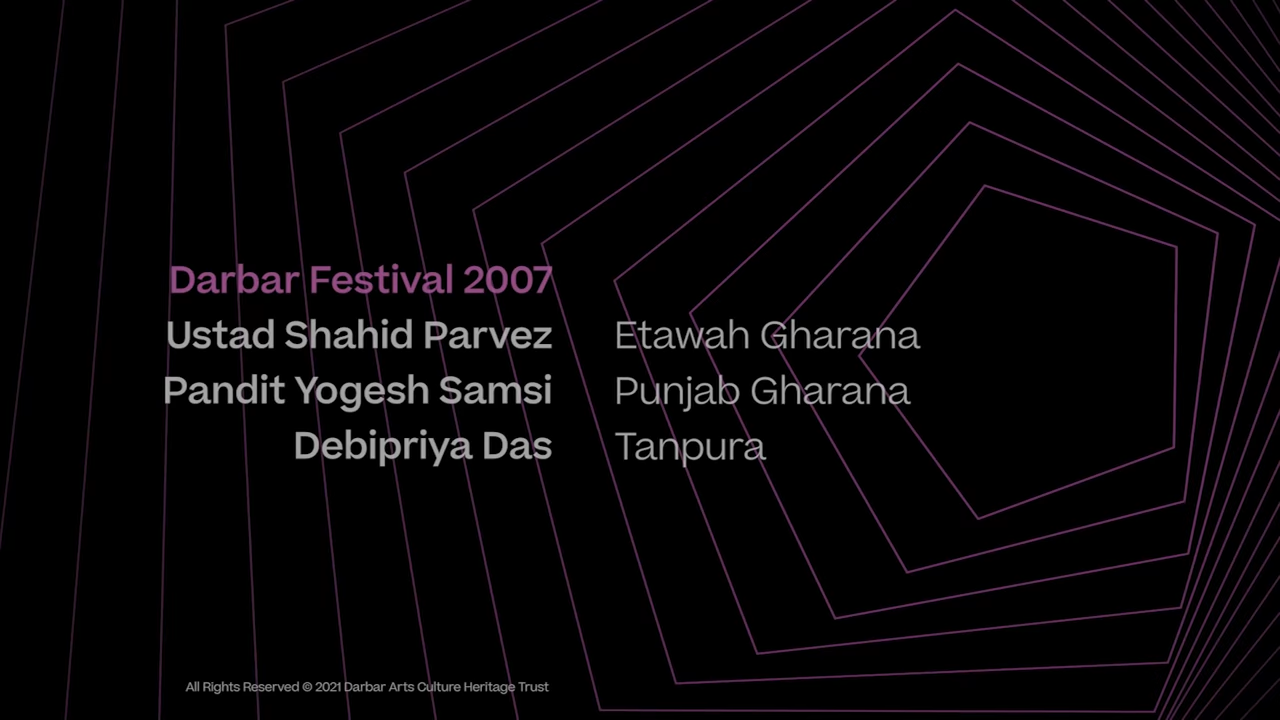 Darbar Festival 2007
Ustad Shahid Parvez Etawah Gharana
Pandit Yogesh Samsi Punjab Gharana
Debipriya Das Tanpura
All Rights Reserved © 2021 Darbar Arts Culture Heritage Trust